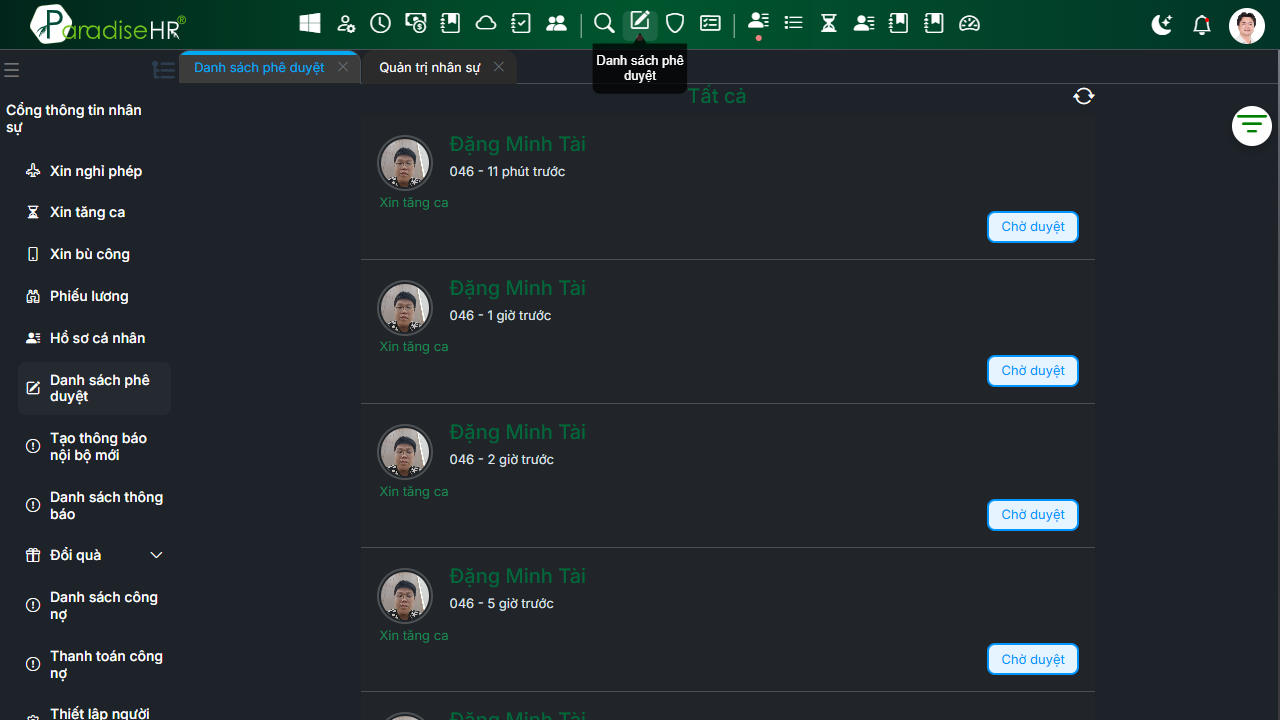 ParadiseHR®
Danh sách phê duyệt
Danh sách phê duyệt
Quản trị nhân sự
Tất cả
Cổng thông tin nhân
sự
Xin nghỉ phép
Xin tăng ca
Xin bù công
Phiếu lương
Hồ sơ cá nhân
Danh sách phê
duyệt
Tạo thông báo
nội bộ mới
Danh sách thông
báo
Đổi quà
Danh sách công
nợ
Thanh toán công
nợ
Thiết lập người
Đặng Minh Tài
046 - 11 phút trước
Xin tăng ca
Chờ duyệt
Đặng Minh Tài
046 - 1 giờ trước
Xin tăng ca
Chờ duyệt
Đặng Minh Tài
046 - 2 giờ trước
Xin tăng ca
Chờ duyệt
Đặng Minh Tài
046 - 5 giờ trước
Xin tăng ca
Chờ duyệt
Đặng Minh Tài